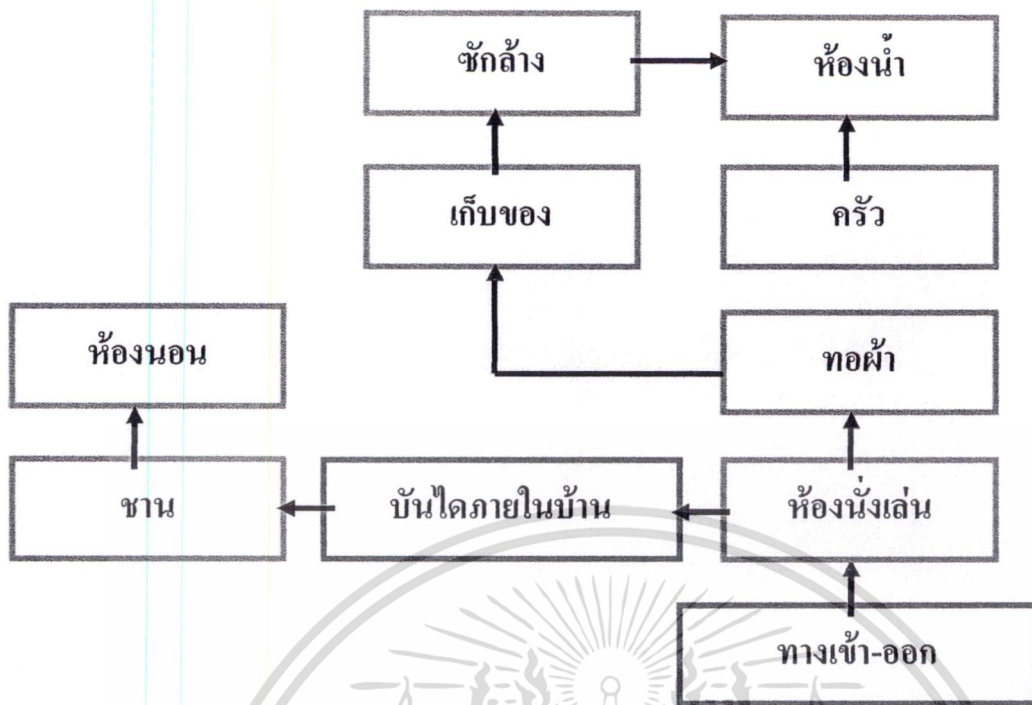 ซักล้าง
ห้องน้ำ
เก็บของ
ครัว
ห้องนอน
ทอผ้า
ชาน
บันไดภายในบ้าน
ห้องนั่งเล่น
ทางเข้า-ออก